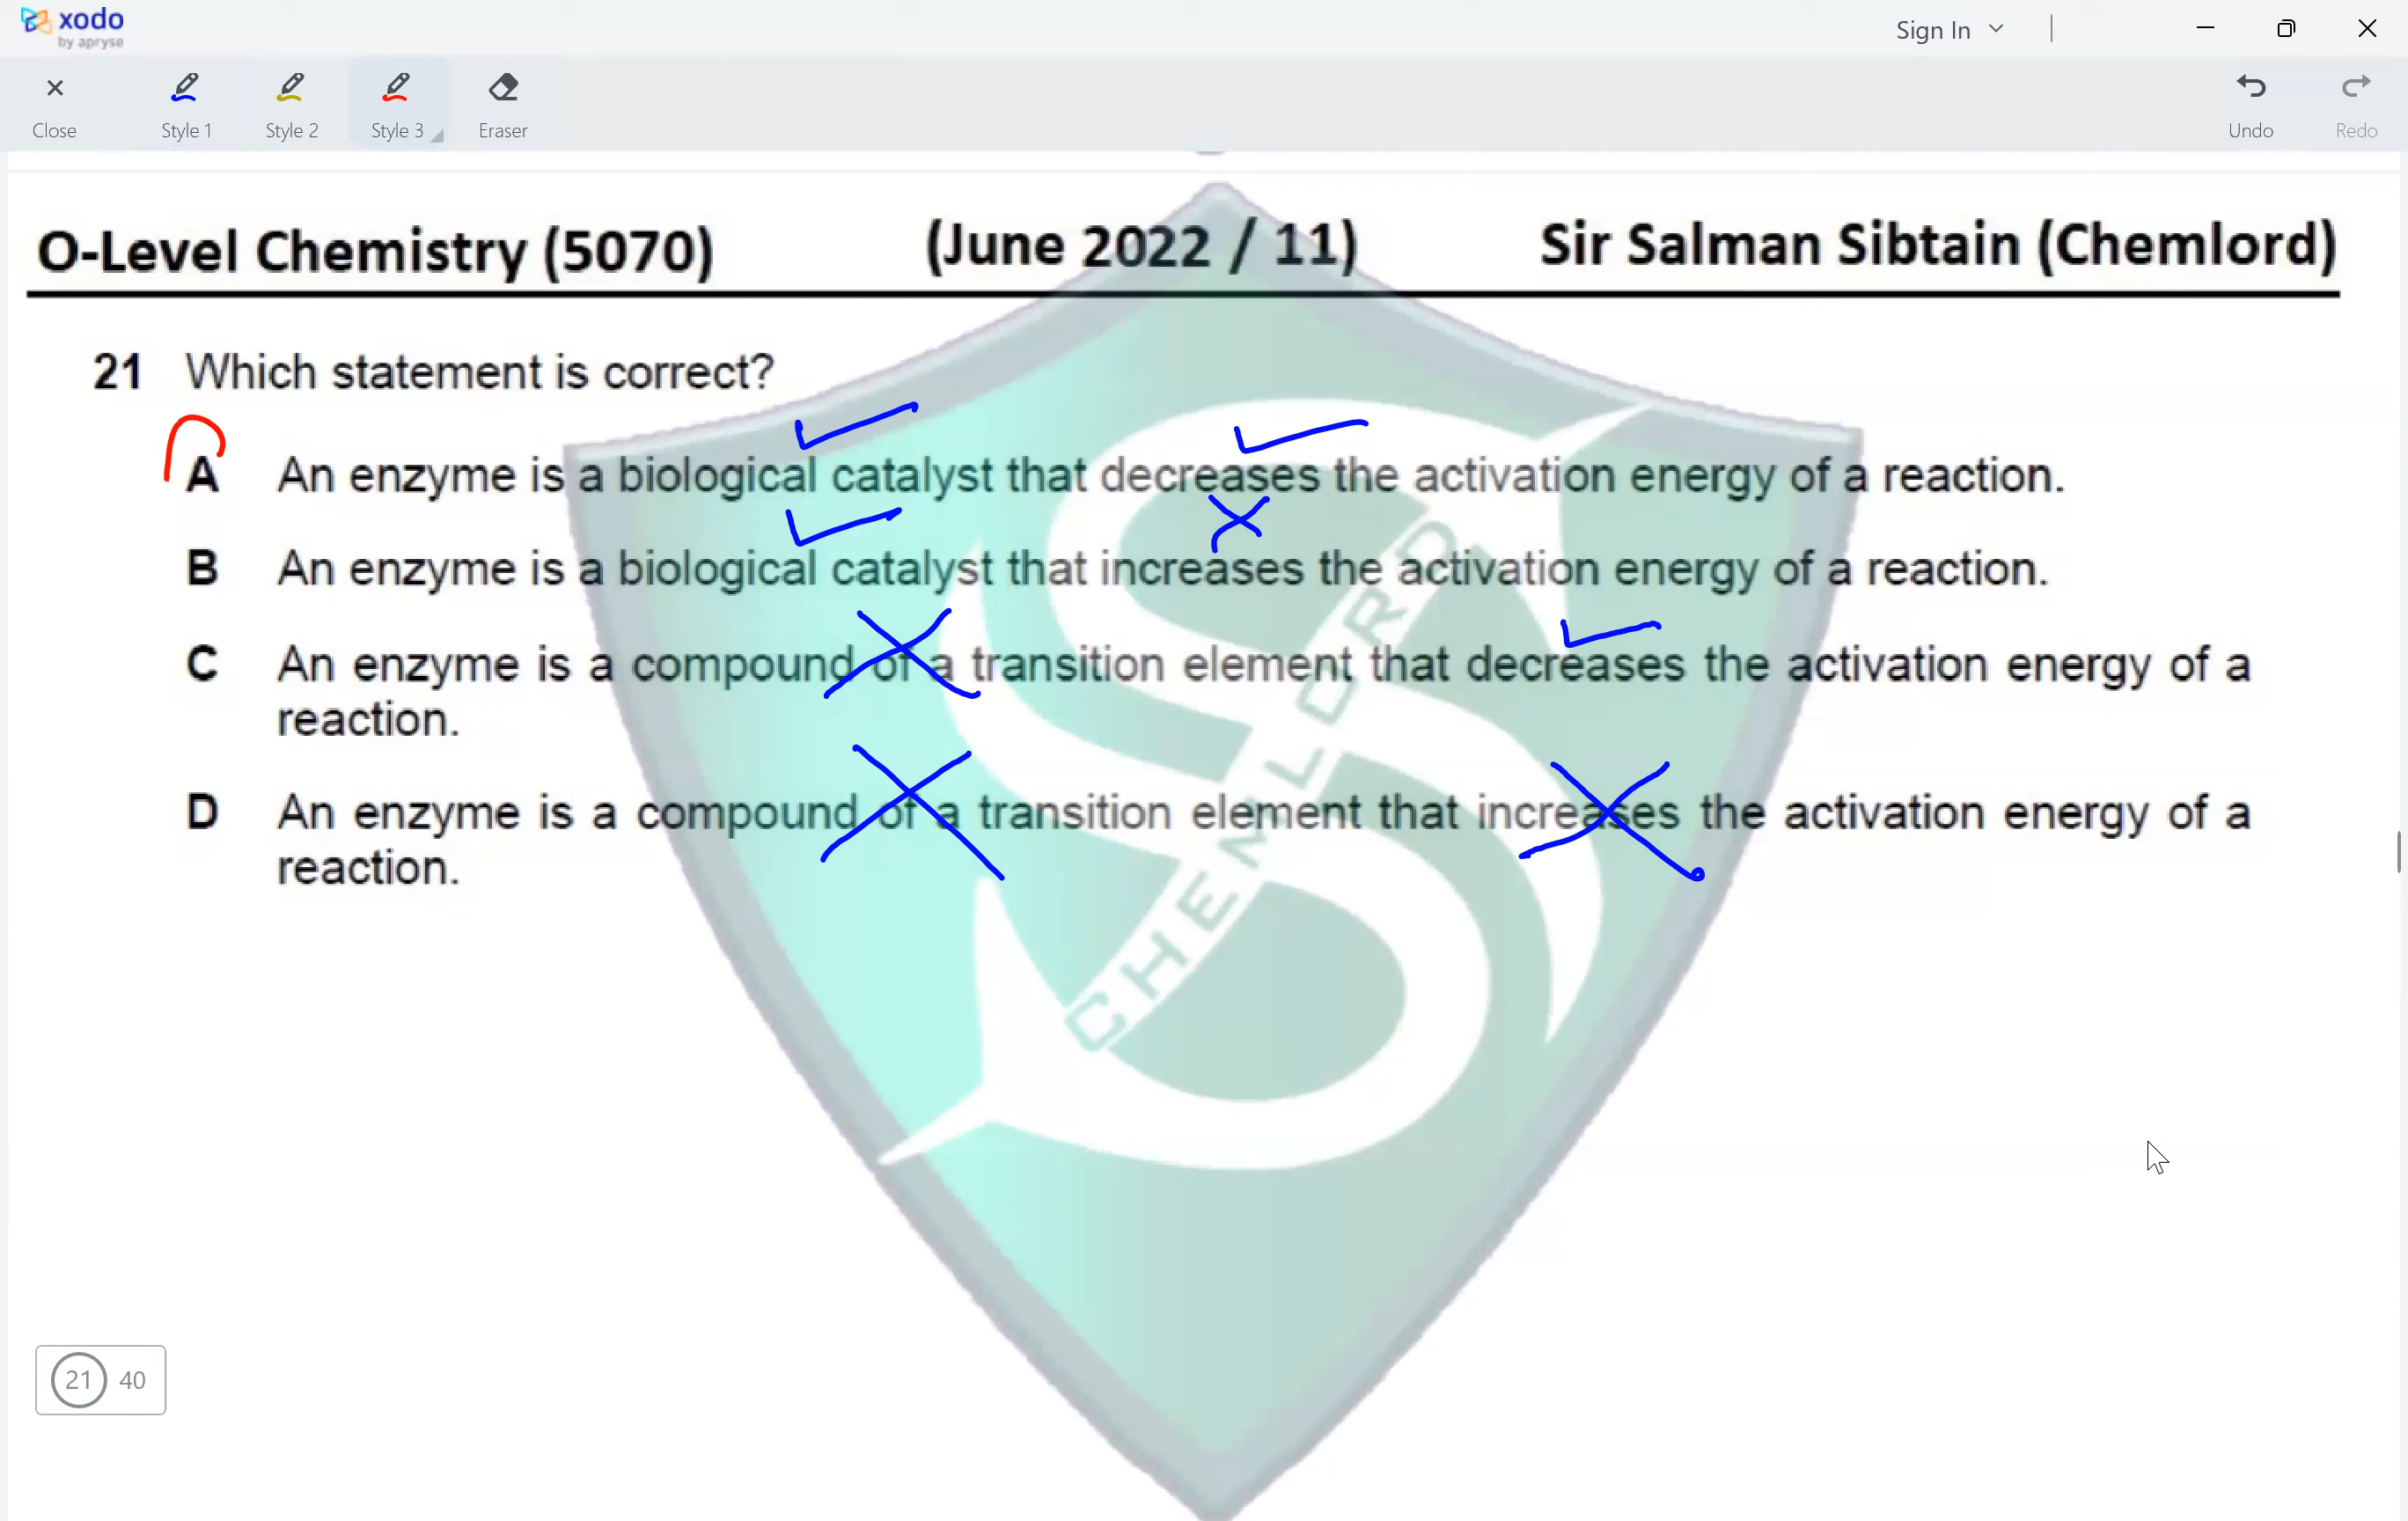 xodo
by apryse
Sign In
Close
Style 1
Style 2
Style 3
Eraser
Undo
Redo
O-Level Chemistry (5070) (June 2022 / 11) Sir Salman Sibtain (Chemlord)
21 Which statement is correct?
A An enzyme is a biological catalyst that decreases the activation energy of a reaction.
B An enzyme is a biological catalyst that increases the activation energy of a reaction.
C An enzyme is a compound of a transition element that decreases the activation energy of a
reaction.
D An enzyme is a compound of a transition element that increases the activation energy of a
reaction.
CHEMLORD
21 40